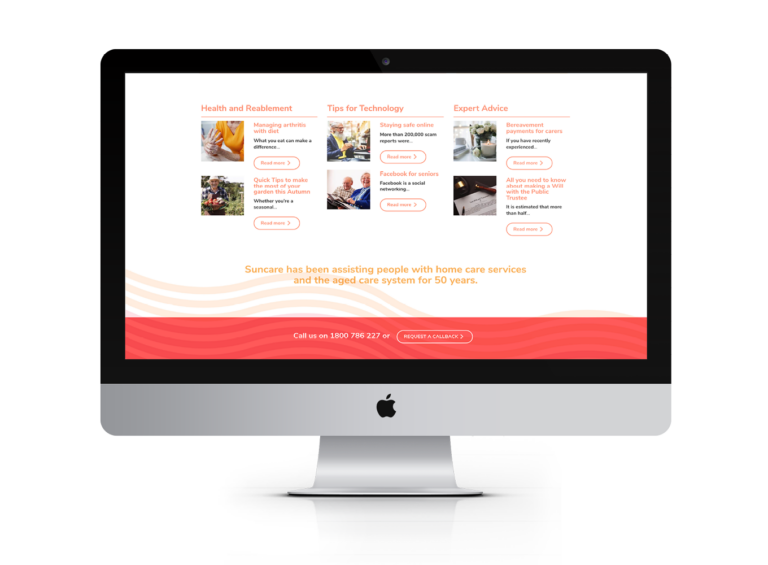 Health and Reablement
Managing arthritis
with diet
What you eat can make a
difference...
Read more
Quick Tips to make
the most of your
garden this Autumn
Whether you're a
seasonal...
Read more
Tips for Technology
Staying safe online
More than 200,000 scam
reports were...
Read more
Facebook for seniors
Facebook is a social
networking...
Read more
Expert Advice
Bereavement
payments for carers
If you have recently
experienced...
Read more
All you need to know
about making a Will
with the Public
Trustee
It is estimated that more
than half...
Read more
Suncare has been assisting people with home care services
and the aged care system for 50 years.
Call us on 1800 786 227 or
REQUEST A CALLBACK